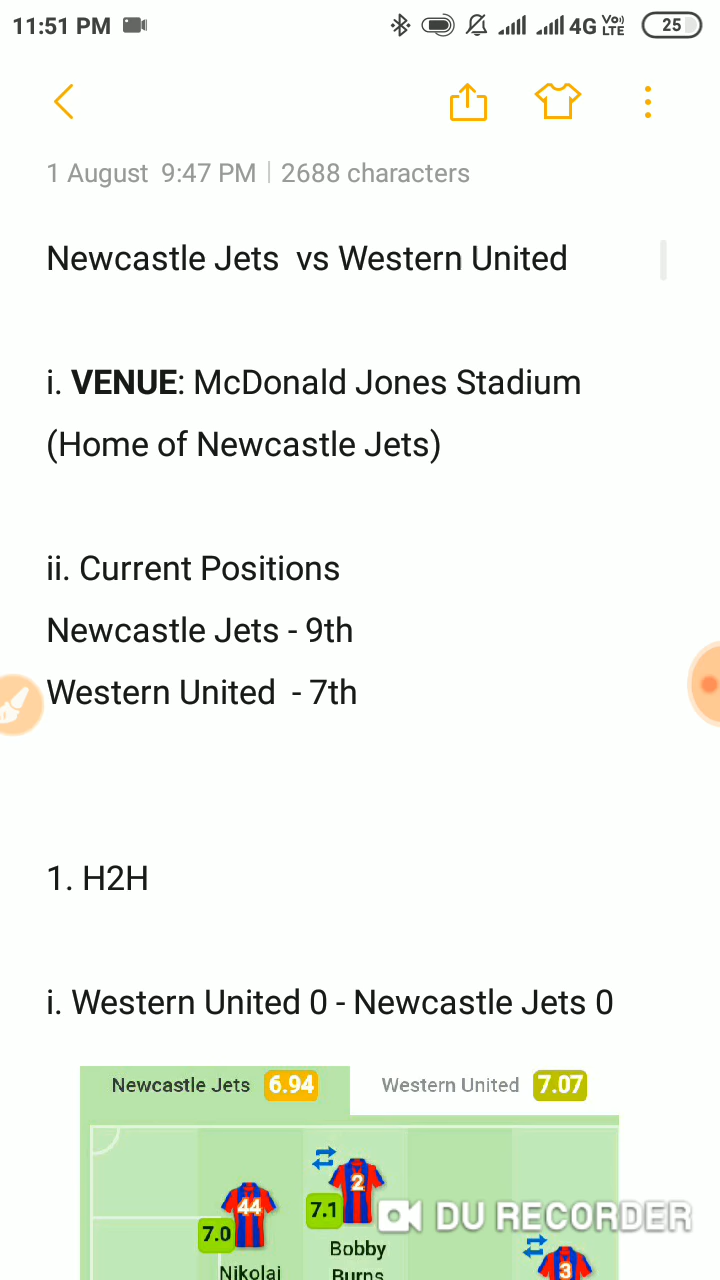 11:51 PM
4G Vo)) LTE 25
1 August 9:47 PM | 2688 characters
Newcastle Jets vs Western United
i. VENUE: McDonald Jones Stadium
(Home of Newcastle Jets)
ii. Current Positions
Newcastle Jets - 9th
Western United - 7th
1. H2H
i. Western United 0 - Newcastle Jets 0
Newcastle Jets 6.94 Western United 7.07
44
7.0
Nikolai
2
7.1
Bobby
Burns
3
DU RECORDER